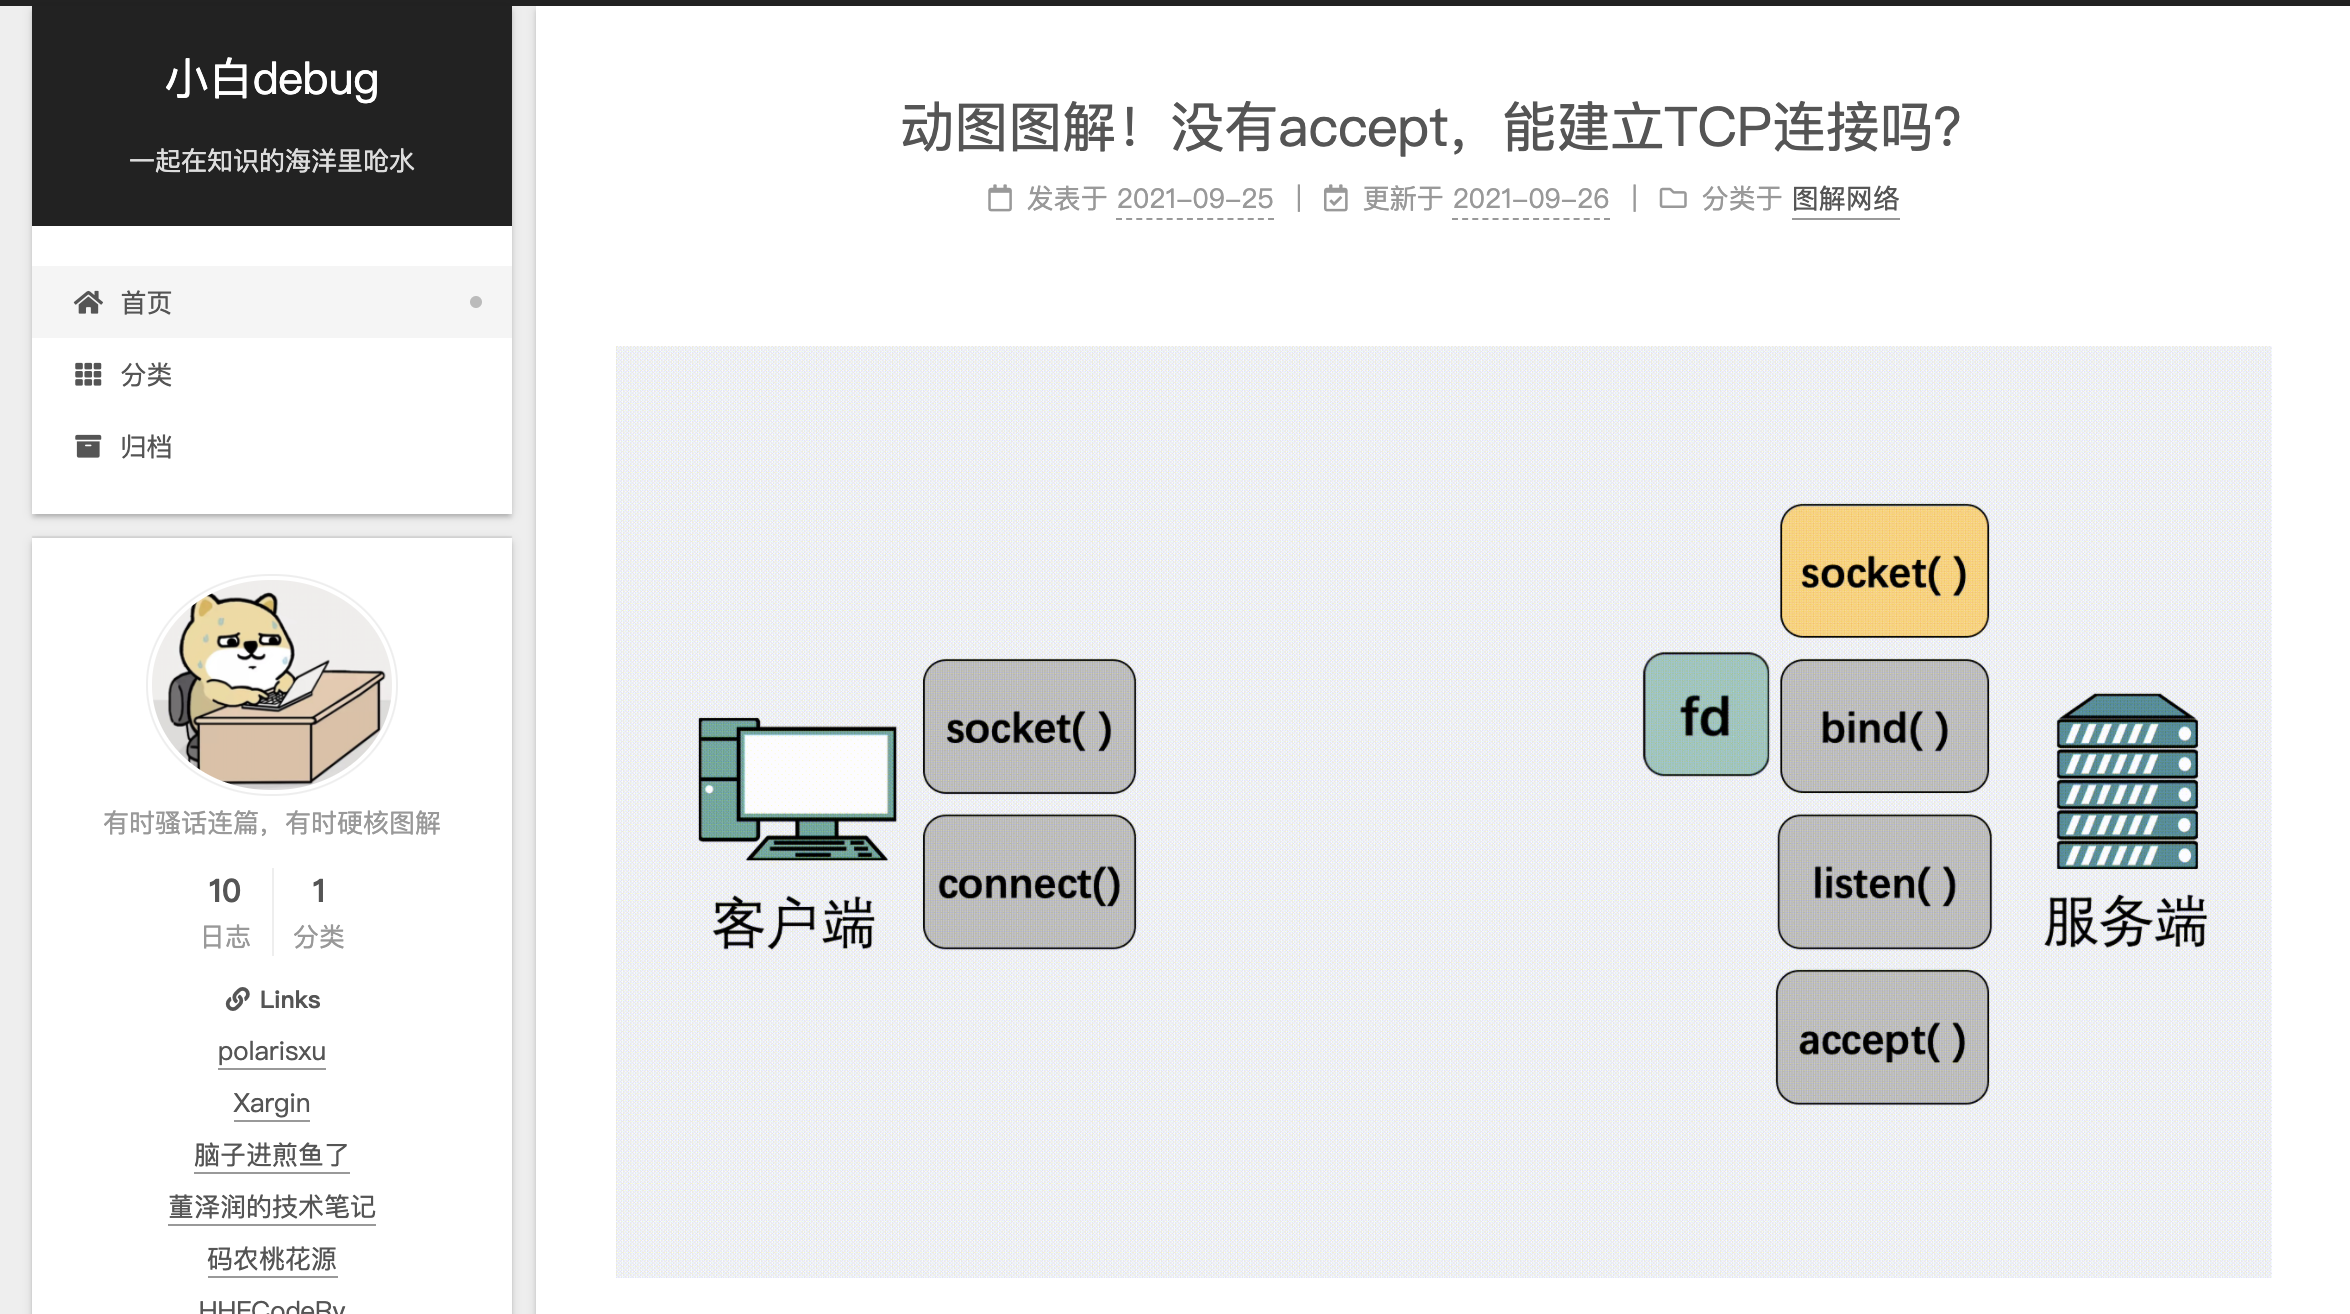 小白debug
一起在知识的海洋里呛水
首页
分类
归档
有时骚话连篇，有时硬核图解
10
日志
1
分类
Links
polarisxu
Xargin
脑子进煎鱼了
董泽润的技术笔记
码农桃花源
动图图解！没有accept，能建立TCP连接吗？
发表于 2021-09-25 | 更新于 2021-09-26 | 分类于 图解网络
socket( )
connect()
客户端
socket( )
fd
bind( )
listen( )
accept( )
服务端